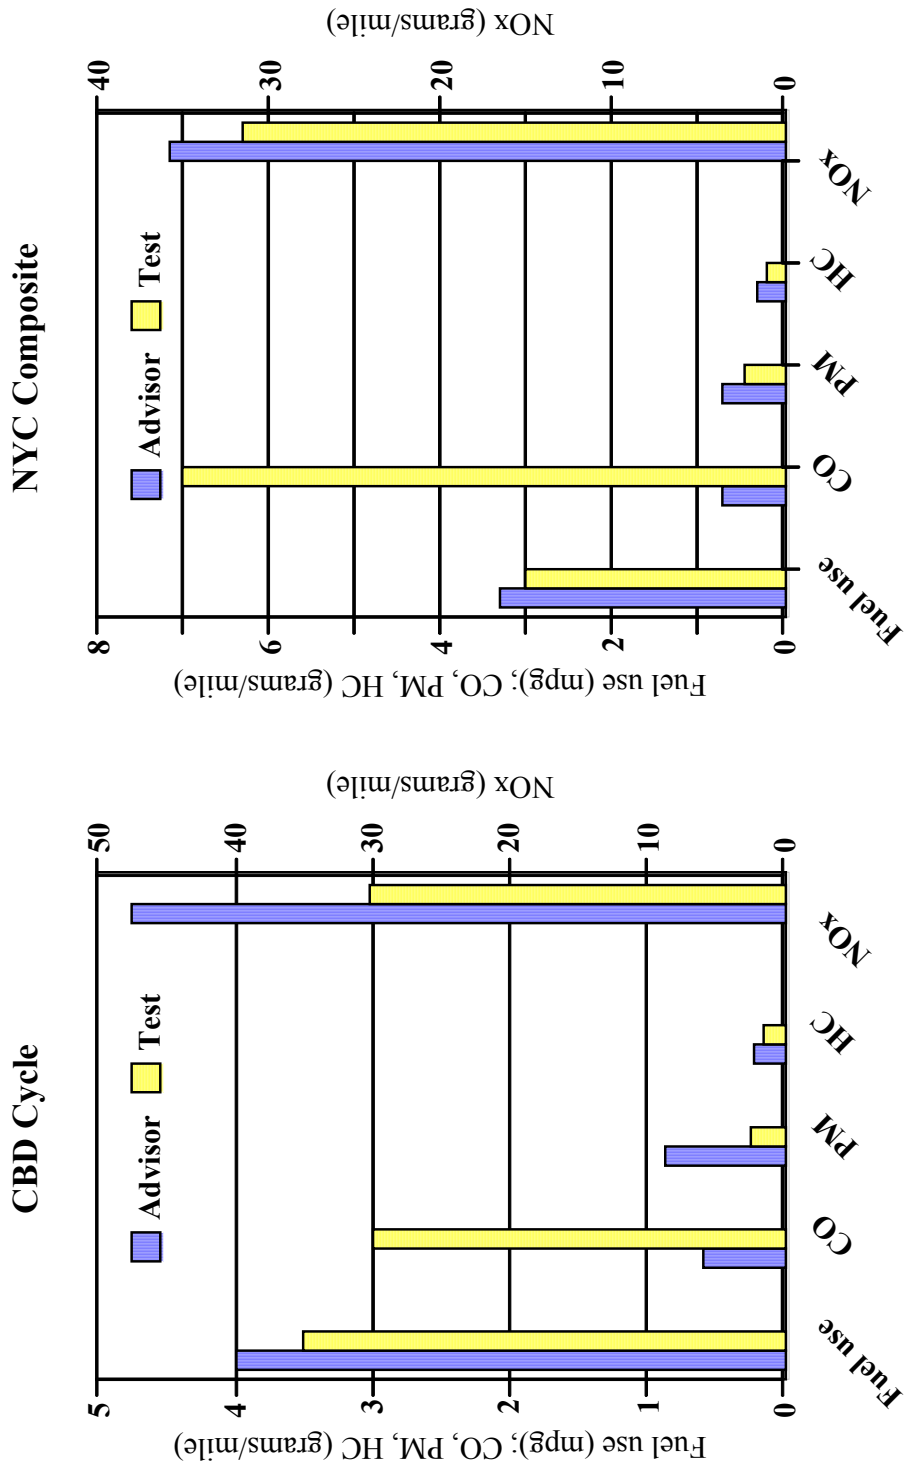 CBD Cycle
Advisor Test
Fuel use (mpg); CO, PM, HC (grams/mile)
5
4
3
2
1
0
NOx (grams/mile)
50
40
30
20
10
0
Fuel use
CO
PM
HC
NOx
NYC Composite
Advisor Test
Fuel use (mpg); CO, PM, HC (grams/mile)
8
6
4
2
0
NOx (grams/mile)
40
30
20
10
0
Fuel use
CO
PM
HC
NOx